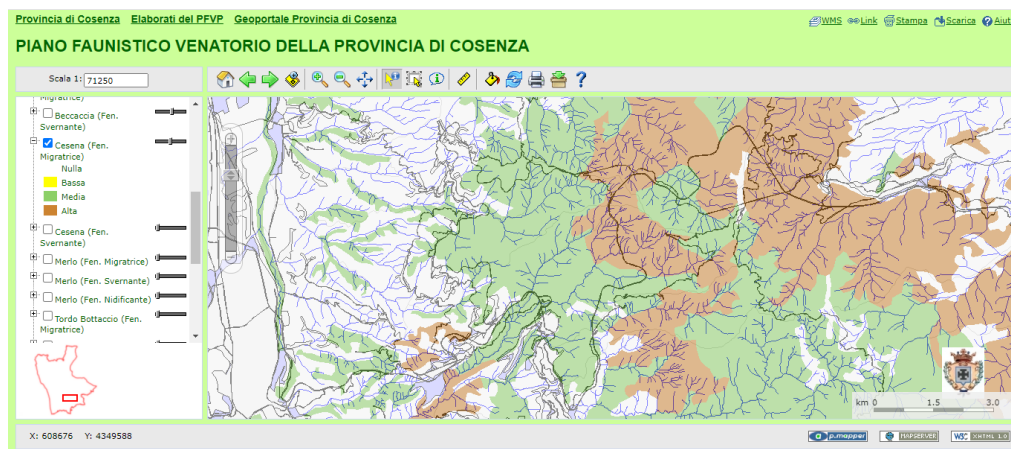 Provincia di Cosenza Elaborati del PFVP Geoportale Provincia di Cosenza
WMS Link Stampa Scarica Aiut
PIANO FAUNISTICO VENATORIO DELLA PROVINCIA DI COSENZA
Scala 1: 71250
Migratrice)
Beccaccia (Fen.
Svernante)
Cesena (Fen.
Migratrice)
Nulla
Bassa
Media
Alta
Cesena (Fen.
Svernante)
Merlo (Fen. Migratrice)
Merlo (Fen. Svernante)
Merlo (Fen. Nidificante)
Tordo Bottaccio (Fen.
Migratrice)
km 0 1.5 3.0
X: 608676 Y: 4349588
p.mapper MAPSERVER W3C XHTML 1.0